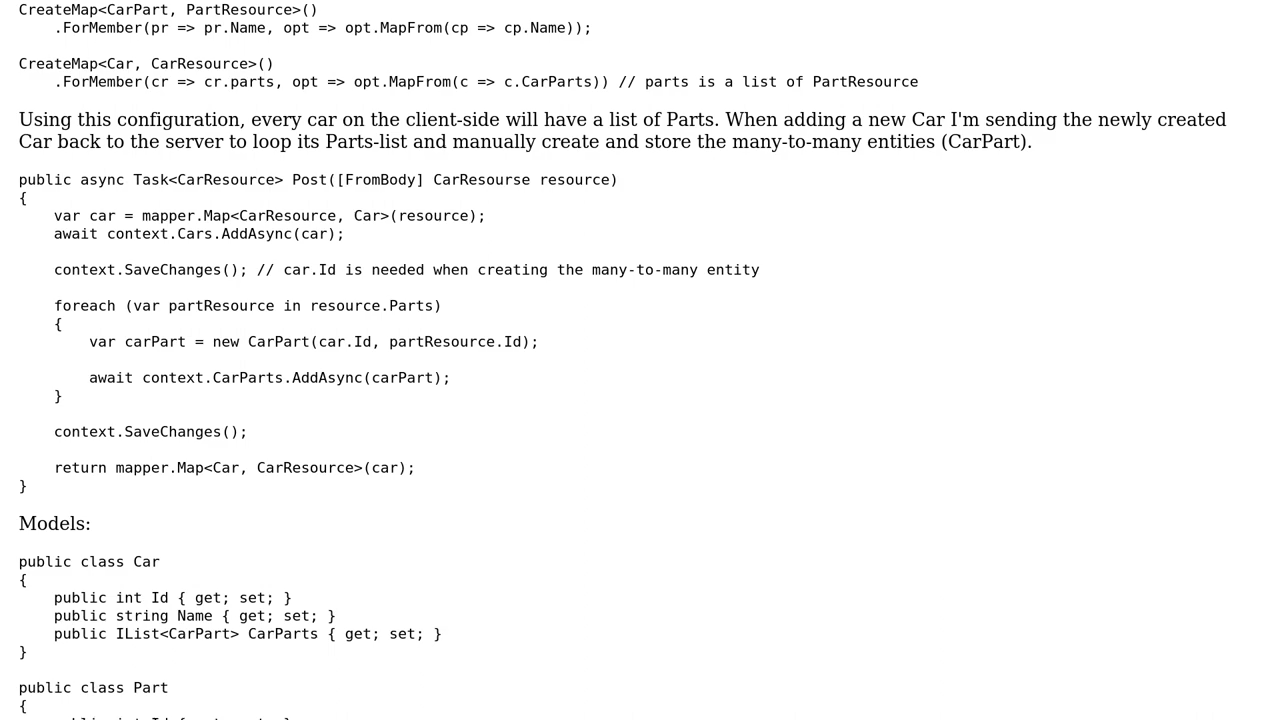 CreateMap<CarPart, PartResource>()
    .ForMember(pr => pr.Name, opt => opt.MapFrom(cp => cp.Name));

CreateMap<Car, CarResource>()
    .ForMember(cr => cr.parts, opt => opt.MapFrom(c => c.CarParts)) // parts is a list of PartResource

Using this configuration, every car on the client-side will have a list of Parts. When adding a new Car I'm sending the newly created
Car back to the server to loop its Parts-list and manually create and store the many-to-many entities (CarPart).

public async Task<CarResource> Post([FromBody] CarResourse resource)
{
    var car = mapper.Map<CarResource, Car>(resource);
    await context.Cars.AddAsync(car);

    context.SaveChanges(); // car.Id is needed when creating the many-to-many entity

    foreach (var partResource in resource.Parts)
    {
        var carPart = new CarPart(car.Id, partResource.Id);

        await context.CarParts.AddAsync(carPart);
    }

    context.SaveChanges();

    return mapper.Map<Car, CarResource>(car);
}

Models:

public class Car
{
    public int Id { get; set; }
    public string Name { get; set; }
    public IList<CarPart> CarParts { get; set; }
}

public class Part
{